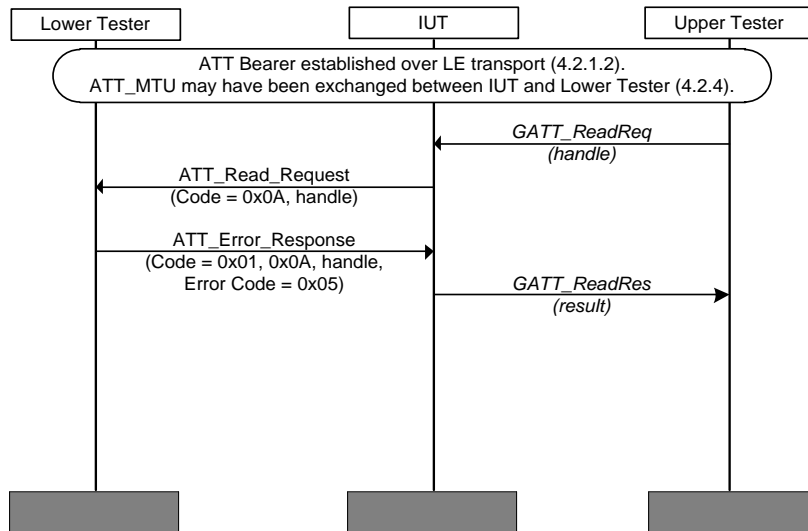 Lower Tester
IUT
Upper Tester
ATT Bearer established over LE transport (4.2.1.2).
ATT_MTU may have been exchanged between IUT and Lower Tester (4.2.4).
GATT_ReadReq
(handle)
ATT_Read_Request
(Code = 0x0A, handle)
ATT_Error_Response
(Code = 0x01, 0x0A, handle,
Error Code = 0x05)
GATT_ReadRes
(result)